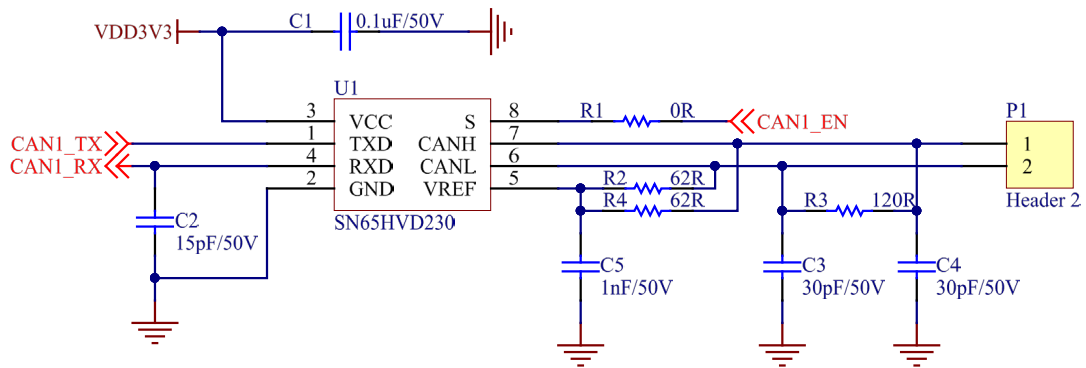 C1 0.1uF/50V
VDD3V3
U1
3 VCC S 8 R1 0R
CAN1_EN
P1
CAN1_TX 1 TXD CANH 7 1
CAN1_RX 4 RXD CANL 6 2
2 GND VREF 5 R2 62R
Header 2
R4 62R R3 120R
SN65HVD230
C2
15pF/50V
C5 C3 C4
1nF/50V 30pF/50V 30pF/50V